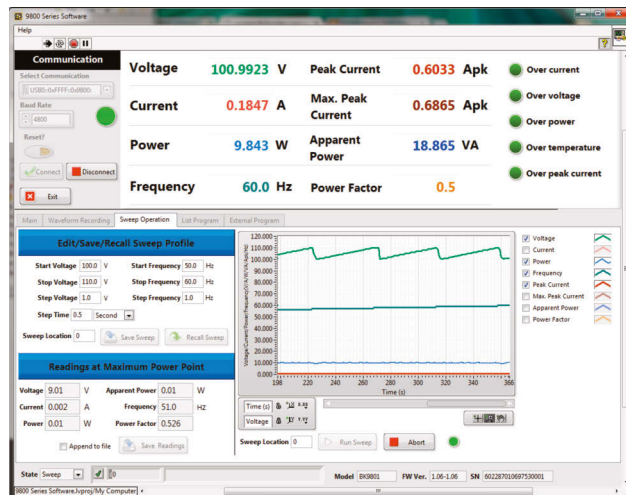 9800 Series Software
Help
Communication
Select Communication
USB0::0xFFFF::0x9800:
Baud Rate
4800
Reset?
Connect
Disconnect
Exit
Voltage 100.9923 V Peak Current 0.6033 Apk
Current 0.1847 A Max. Peak Current 0.6865 Apk
Power 9.843 W Apparent Power 18.865 VA
Frequency 60.0 Hz Power Factor 0.5
Over current
Over voltage
Over power
Over temperature
Over peak current
Main Waveform Recording Sweep Operation List Program External Program
Edit/Save/Recall Sweep Profile
Start Voltage 100.0 V Start Frequency 50.0 Hz
Stop Voltage 110.0 V Stop Frequency 60.0 Hz
Step Voltage 1.0 V Step Frequency 1.0 Hz
Step Time 0.5 Second
Sweep Location 0 Save Sweep Recall Sweep
Readings at Maximum Power Point
Voltage 9.01 V Apparent Power 0.01 W
Current 0.002 A Frequency 51.0 HZ
Power 0.01 W Power Factor 0.526
Append to file Save Readings
Voltage/Current/Power/Frequency(V/A/W/VA/Apk/Hz)
120.000
110.000
100.000
90.000
80.000
70.000
60.000
50.000
40.000
30.000
20.000
10.000
0.000
198 220 240 260 280 300 320 340 366
Time (s)
Voltage
Current
Power
Frequency
Peak Current
Max. Peak Current
Apparent Power
Power Factor
Time (s)
Voltage
Sweep Location 0 Run Sweep Abort
State Sweep 0 Model BK9801 FW Ver. 1.06-1.06 SN 602287010697530001
9800 Series Software.lvproj/My Computer